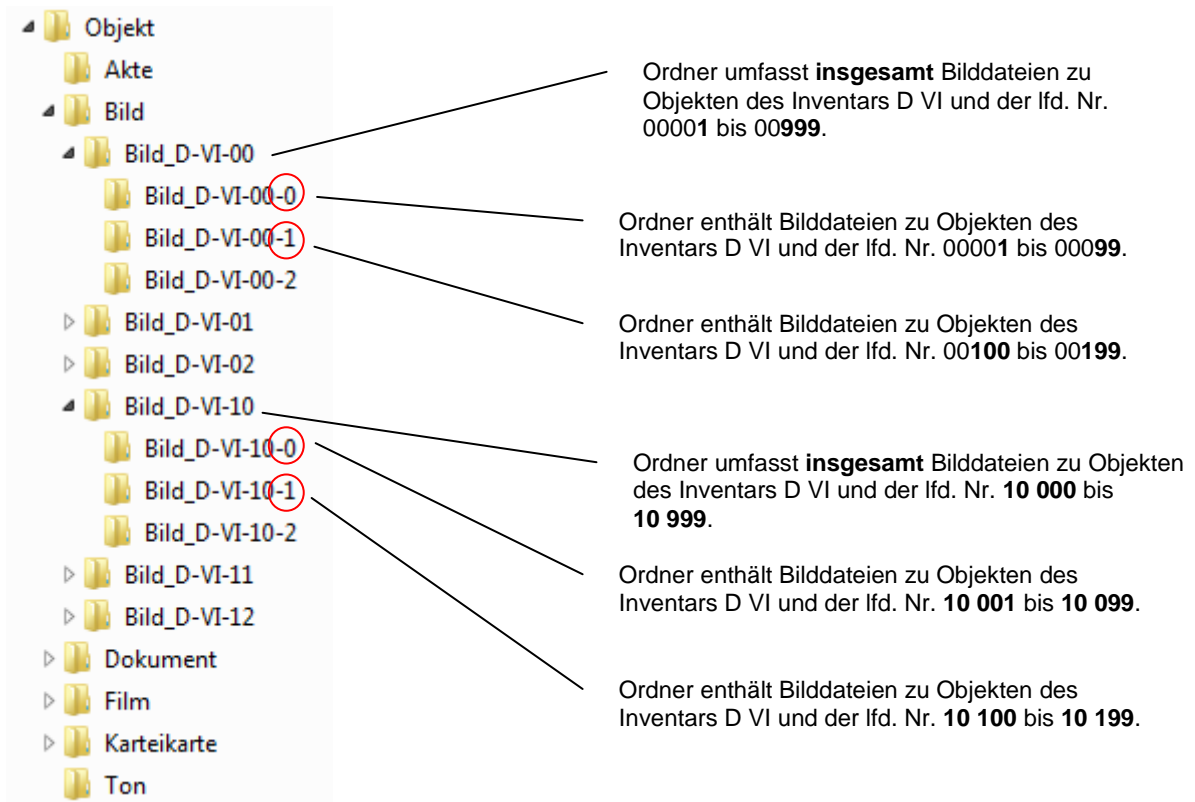 Objekt
Akte
Bild
Bild_D-VI-00
Bild_D-VI-00-0
Bild_D-VI-00-1
Bild_D-VI-00-2
Bild_D-VI-01
Bild_D-VI-02
Bild_D-VI-10
Bild_D-VI-10-0
Bild_D-VI-10-1
Bild_D-VI-10-2
Bild_D-VI-11
Bild_D-VI-12
Dokument
Film
Karteikarte
Ton
Ordner umfasst insgesamt Bilddateien zu
Objekten des Inventars D VI und der lfd. Nr.
00001 bis 00999.
Ordner enthält Bilddateien zu Objekten des
Inventars D VI und der lfd. Nr. 00001 bis 00099.
Ordner enthält Bilddateien zu Objekten des
Inventars D VI und der lfd. Nr. 00100 bis 00199.
Ordner umfasst insgesamt Bilddateien zu Objekten
des Inventars D VI und der lfd. Nr. 10 000 bis
10 999.
Ordner enthält Bilddateien zu Objekten des
Inventars D VI und der lfd. Nr. 10 001 bis 10 099.
Ordner enthält Bilddateien zu Objekten des
Inventars D VI und der lfd. Nr. 10 100 bis 10 199.